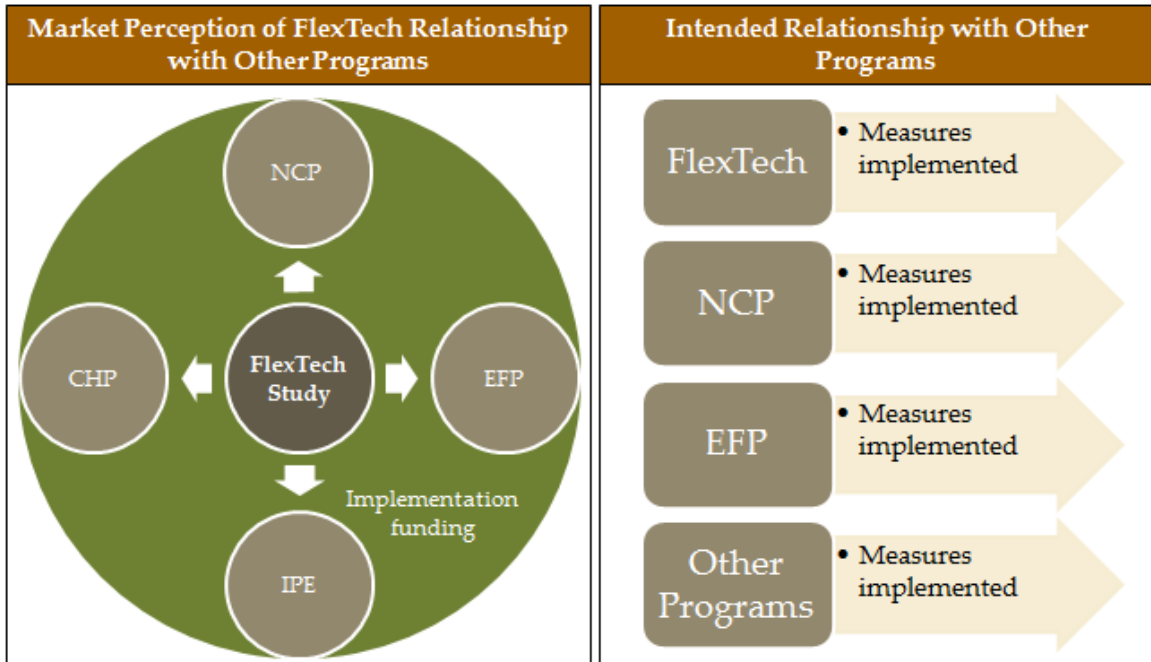 Market Perception of FlexTech Relationship
with Other Programs
NCP
CHP
FlexTech
Study
EFP
Implementation
funding
IPE
Intended Relationship with Other
Programs
FlexTech
• Measures
implemented
NCP
• Measures
implemented
EFP
• Measures
implemented
Other
Programs
• Measures
implemented